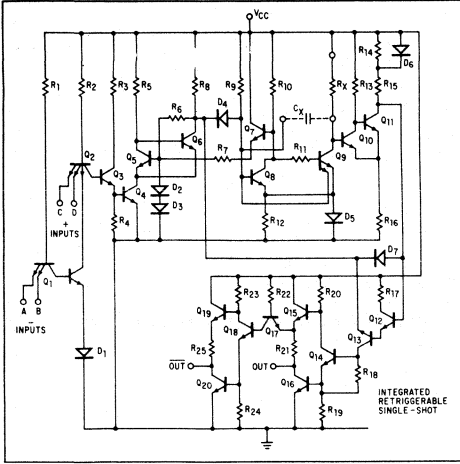 VCC
R1
R2
R3
R5
R8
R9
R10
RX
R14
D6
R13
R15
R6
D4
CX
Q7
Q11
Q10
Q6
Q2
Q5
R7
R11
Q9
Q3
D2
Q8
Q4
C D
+
INPUTS
R4
D3
R12
D5
R16
Q1
D7
A B
-
INPUTS
R23
R22
R20
R17
Q12
Q19
Q18
Q17
Q15
Q13
D1
R25
R21
Q14
OUT
OUT
R18
Q20
Q16
R24
R19
INTEGRATED
RETRIGGERABLE
SINGLE-SHOT